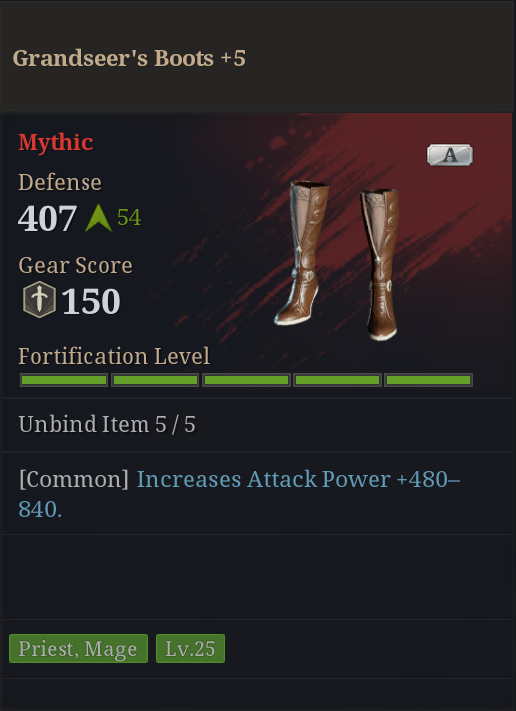 Grandseer's Boots +5
Mythic
A
Defense
407 54
Gear Score
150
Fortification Level
Unbind Item 5 / 5
[Common] Increases Attack Power +480–
840.
Priest, Mage Lv.25